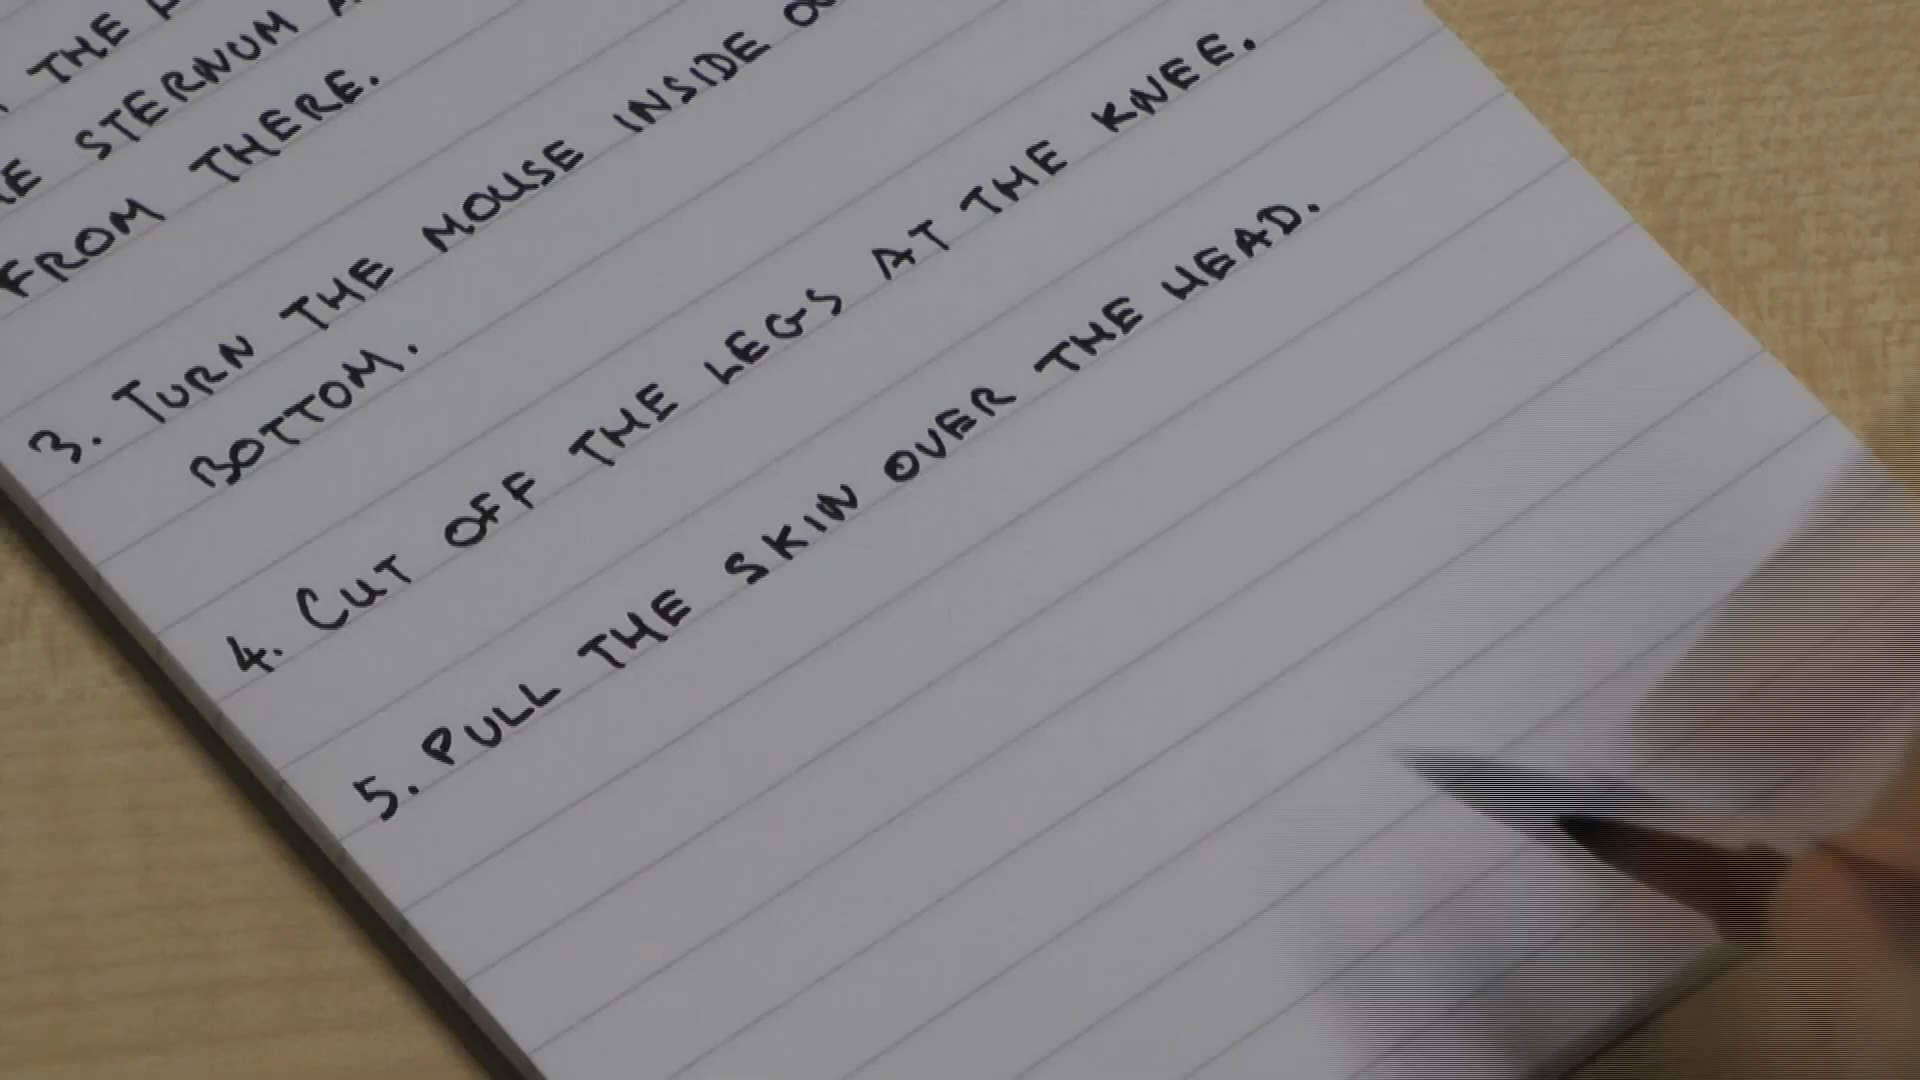 THE
STERNUM
FROM THERE.
3. TURN THE MOUSE INSIDE
BOTTOM.
4. CUT OFF THE LEGS AT THE KNEE.
5. PULL THE SKIN OVER THE HEAD.